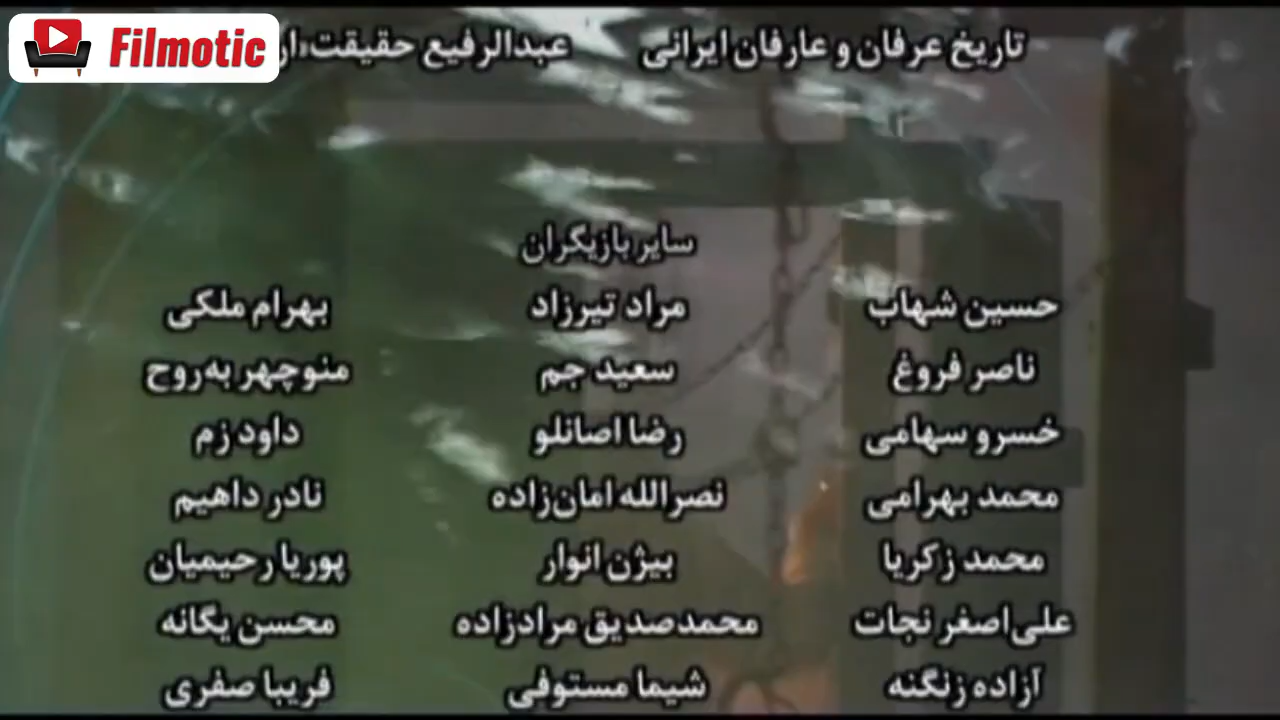 Filmotic
تاریخ عرفان و عارفان ایرانی عبدالرفیع حقیقت
سایر بازیگران
حسین شهاب مراد تیرزاد بهرام ملکی
ناصر فروغ سعید جم منوچهر به‌روح
خسرو سهامی رضا اصانلو داود زم
محمد بهرامی نصرالله امان‌زاده نادر داهیم
محمد زکریا بیژن انوار پوریا رحیمیان
علی‌اصغر نجات محمدصدیق مرادزاده محسن یگانه
آزاده زنگنه شیما مستوفی فریبا صفری